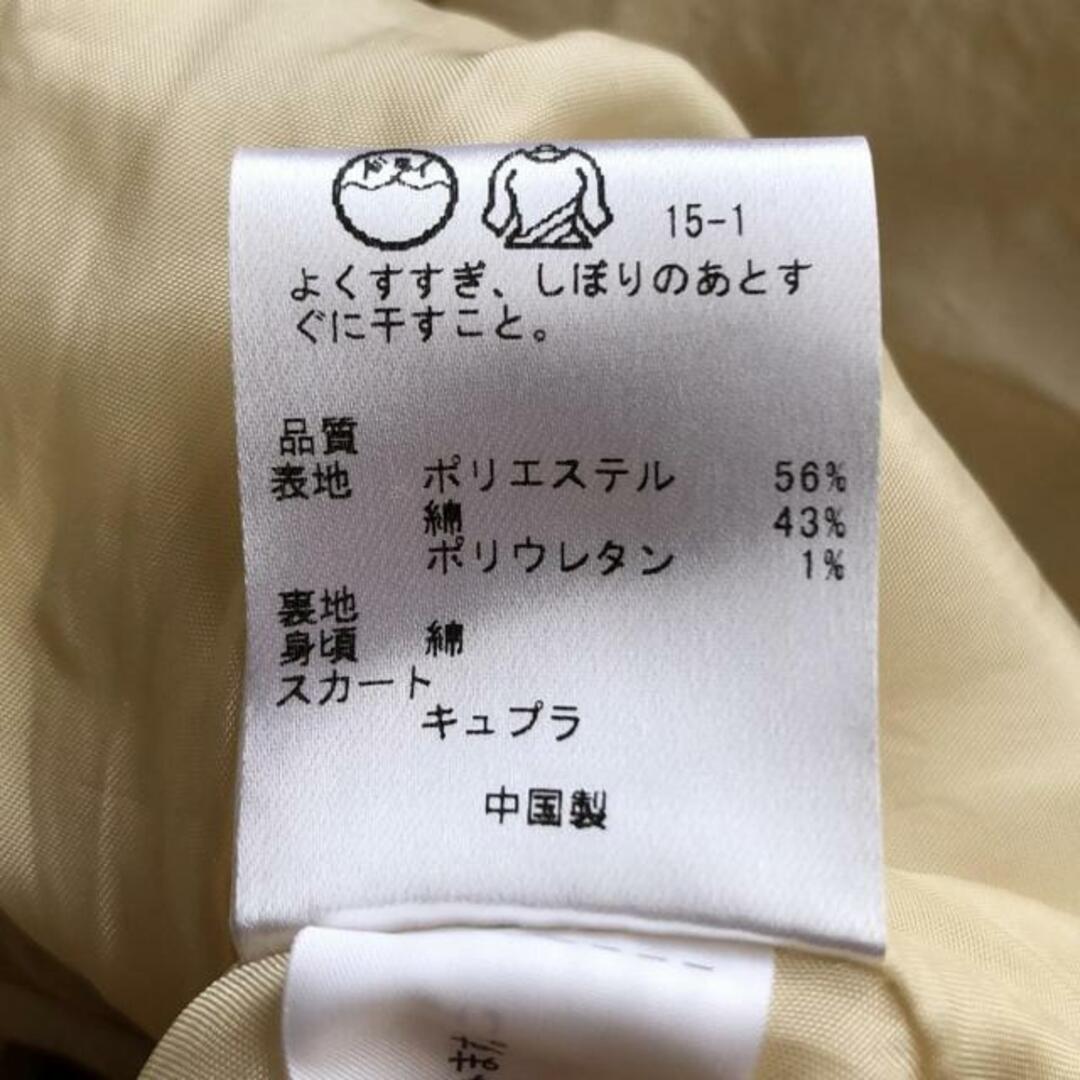 ドライ
15-1
よくすすぎ、しぼりのあとす
ぐに干すこと。
品質
表地 ポリエステル 56%
綿 43%
ポリウレタン 1%
裏地
身頃 綿
スカート
キュプラ
中国製